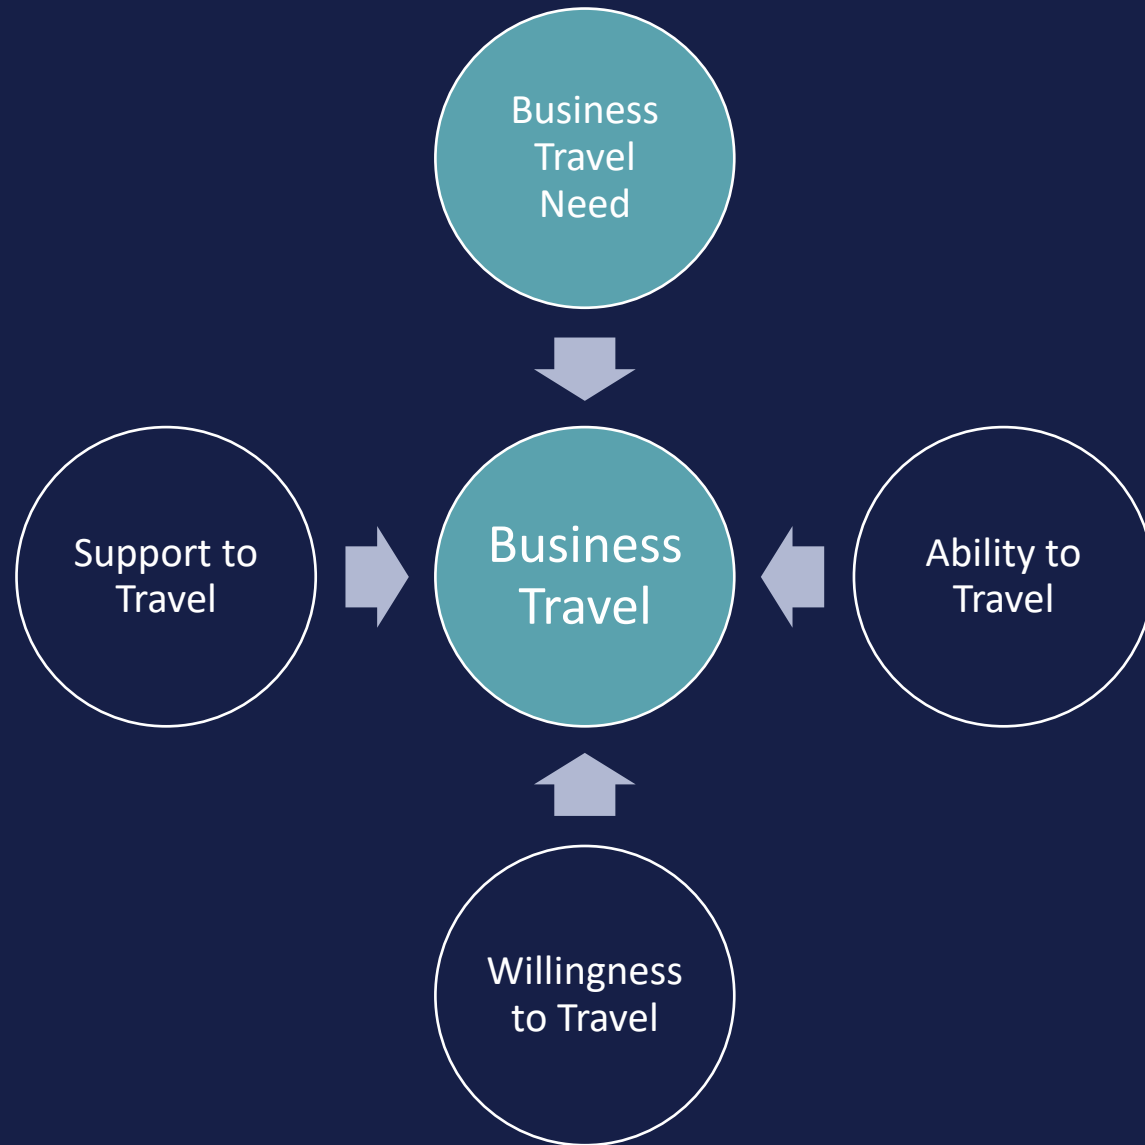 Business
Travel
Need
Support to
Travel
Business
Travel
Ability to
Travel
Willingness
to Travel